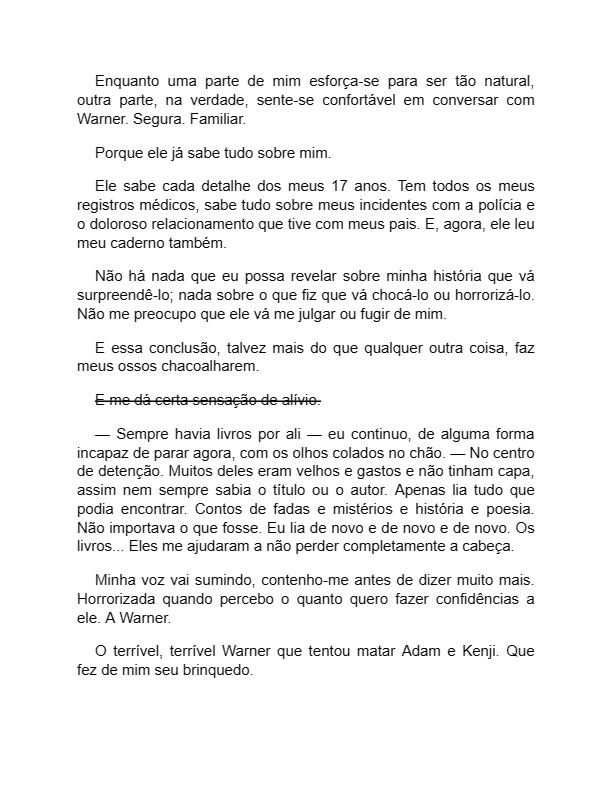 Enquanto uma parte de mim esforça-se para ser tão natural,
outra parte, na verdade, sente-se confortável em conversar com
Warner. Segura. Familiar.
Porque ele já sabe tudo sobre mim.
Ele sabe cada detalhe dos meus 17 anos. Tem todos os meus
registros médicos, sabe tudo sobre meus incidentes com a polícia e
o doloroso relacionamento que tive com meus pais. E, agora, ele leu
meu caderno também.
Não há nada que eu possa revelar sobre minha história que vá
surpreendê-lo; nada sobre o que fiz que vá chocá-lo ou horrorizá-lo.
Não me preocupo que ele vá me julgar ou fugir de mim.
E essa conclusão, talvez mais do que qualquer outra coisa, faz
meus ossos chacoalharem.
E me dá certa sensação de alívio.
— Sempre havia livros por ali — eu continuo, de alguma forma
incapaz de parar agora, com os olhos colados no chão. — No centro
de detenção. Muitos deles eram velhos e gastos e não tinham capa,
assim nem sempre sabia o título ou o autor. Apenas lia tudo que
podia encontrar. Contos de fadas e mistérios e história e poesia.
Não importava o que fosse. Eu lia de novo e de novo e de novo. Os
livros... Eles me ajudaram a não perder completamente a cabeça.
Minha voz vai sumindo, contenho-me antes de dizer muito mais.
Horrorizada quando percebo o quanto quero fazer confidências a
ele. A Warner.
O terrível, terrível Warner que tentou matar Adam e Kenji. Que
fez de mim seu brinquedo.